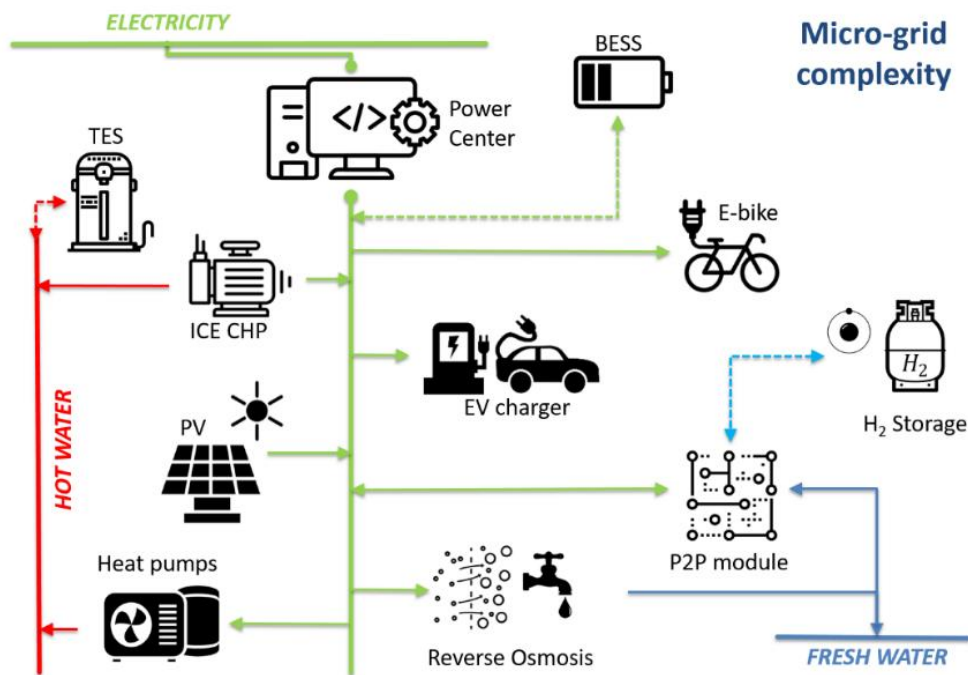 ELECTRICITY
Micro-grid
complexity
BESS
Power
Center
</>
TES
E-bike
ICE CHP
H₂
EV charger
H₂ Storage
PV
HOT WATER
P2P module
Heat pumps
Reverse Osmosis
FRESH WATER